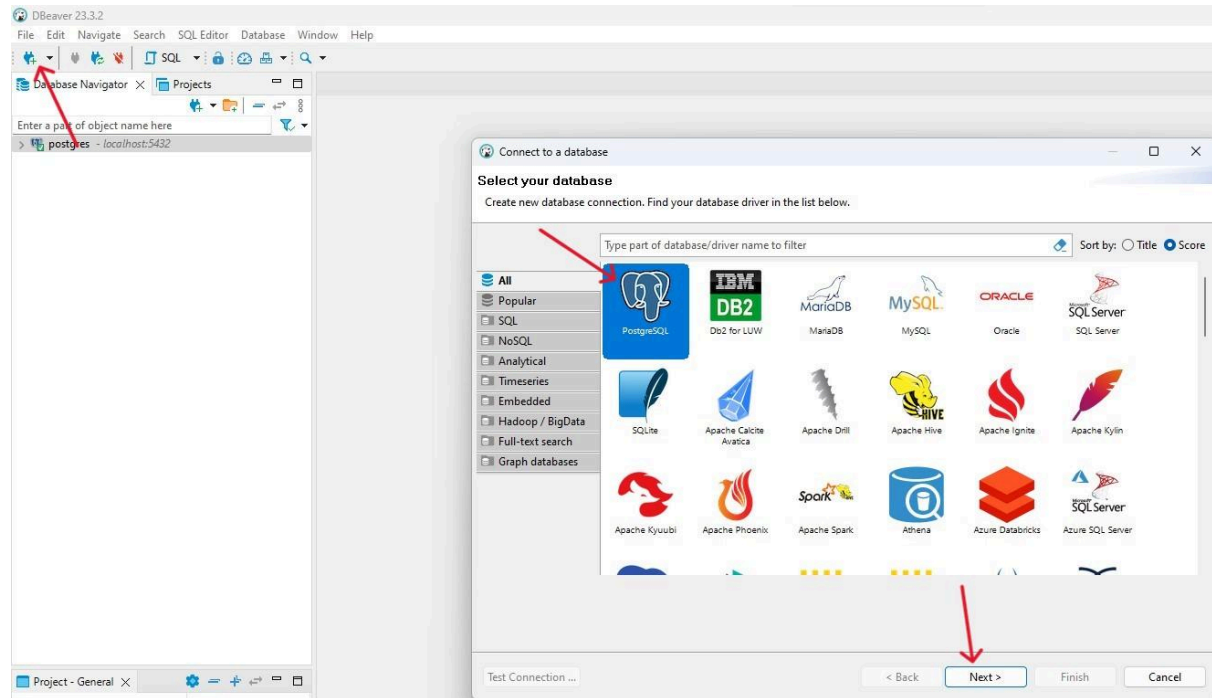 DBeaver 23.3.2
File Edit Navigate Search SQL Editor Database Window Help
SQL
Database Navigator Projects
Enter a part of object name here
postgres - localhost:5432
Connect to a database
Select your database
Create new database connection. Find your database driver in the list below.
Type part of database/driver name to filter
Sort by: Title Score
All
Popular
SQL
NoSQL
Analytical
Timeseries
Embedded
Hadoop / BigData
Full-text search
Graph databases
IBM
DB2
MariaDB
MySQL
ORACLE
Microsoft
SQL Server
PostgreSQL Db2 for LUW MariaDB MySQL Oracle SQL Server
HIVE
SQLite Apache Calcite Avatica Apache Drill Apache Hive Apache Ignite Apache Kylin
Spark
Microsoft
SQL Server
Apache Kyuubi Apache Phoenix Apache Spark Athena Azure Databricks Azure SQL Server
Test Connection ... < Back Next > Finish Cancel
Project - General